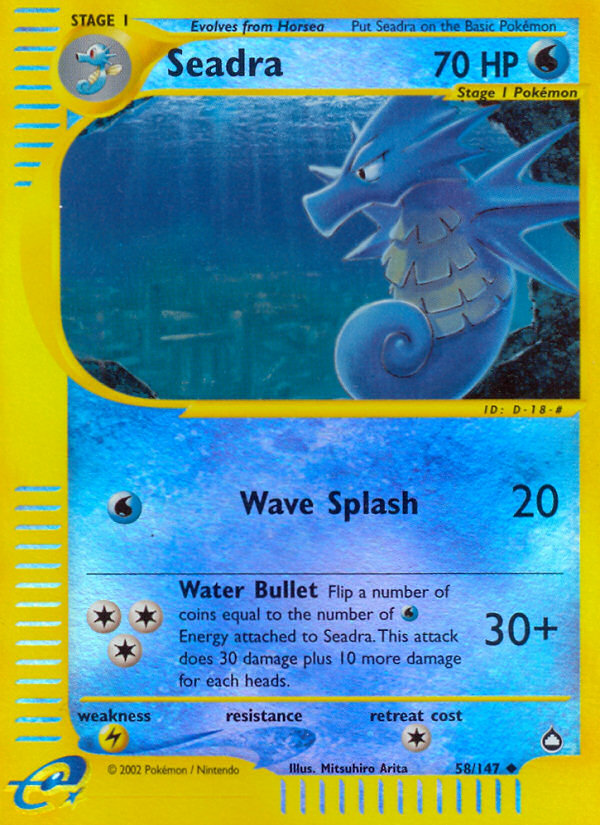 STAGE 1
Evolves from Horsea Put Seadra on the Basic Pokémon
Seadra 70 HP
Stage 1 Pokémon
ID: D-18-#
Wave Splash 20
Water Bullet Flip a number of
coins equal to the number of
Energy attached to Seadra. This attack
does 30 damage plus 10 more damage
for each heads.
30+
weakness resistance retreat cost
© 2002 Pokémon / Nintendo Illus. Mitsuhiro Arita 58/147
e